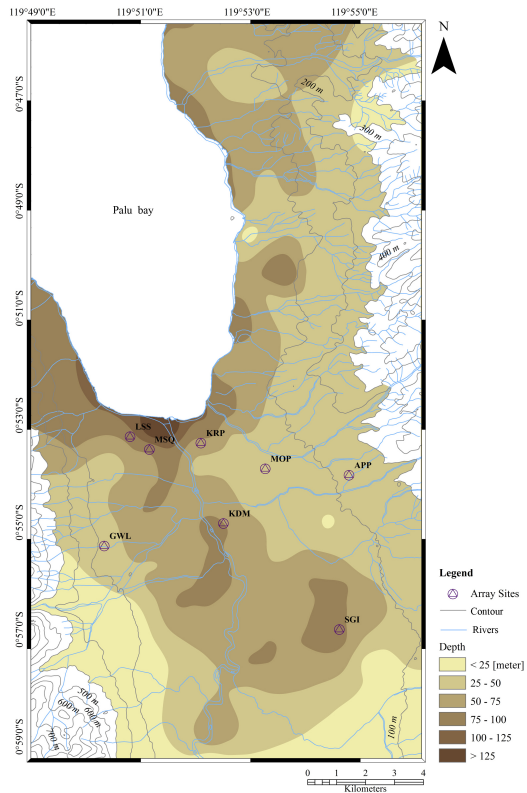 119°49'0"E 119°51'0"E 119°53'0"E 119°55'0"E
N
0°47'0"S
200 m
300 m
0°49'0"S
Palu bay
400 m
0°51'0"S
0°53'0"S
LSS
MSQ
KRP
MOP
APP
KDM
0°55'0"S
GWL
SGI
0°57'0"S
500 m
600 m
600 m
700 m
100 m
0°59'0"S
Legend
Array Sites
Contour
Rivers
Depth
< 25 [meter]
25 - 50
50 - 75
75 - 100
100 - 125
> 125
0 1 2 3 4
Kilometers